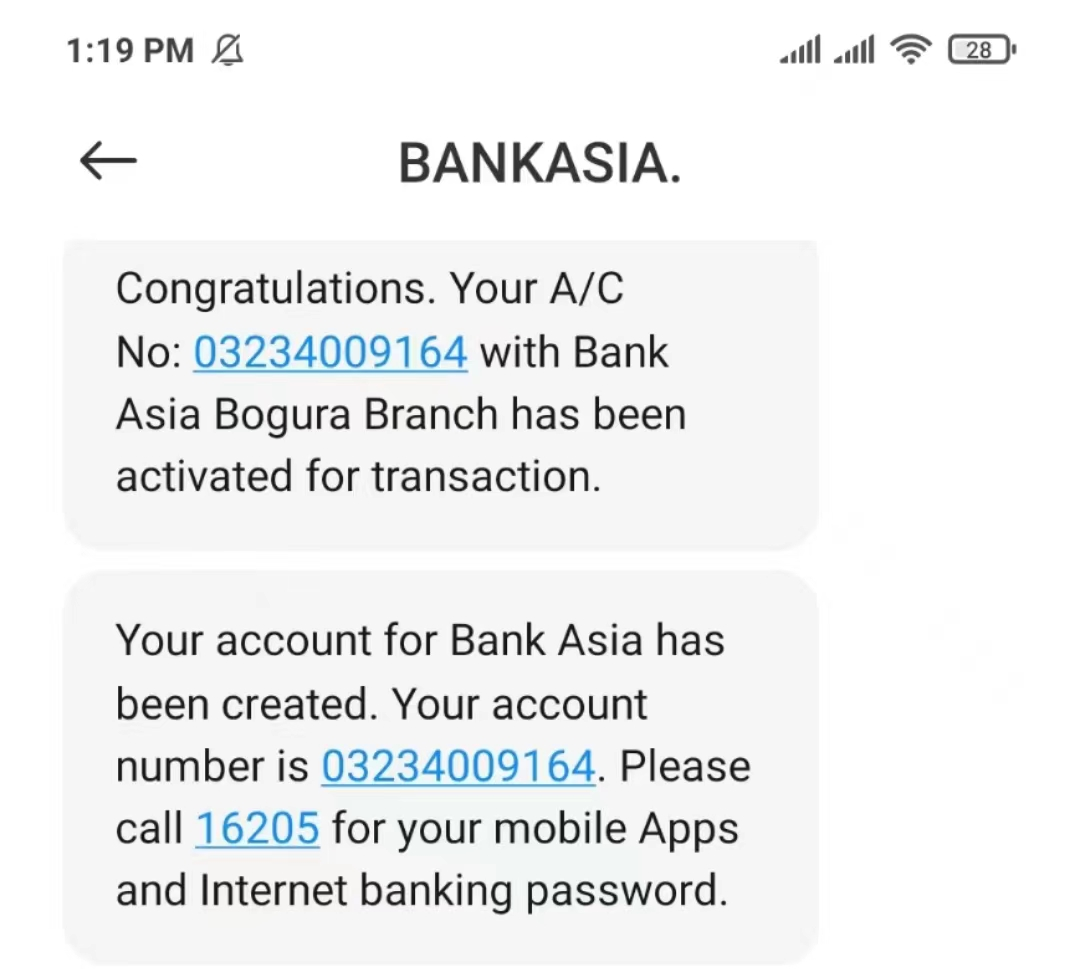 1:19 PM 28
BANKASIA.
Congratulations. Your A/C
No: 03234009164 with Bank
Asia Bogura Branch has been
activated for transaction.
Your account for Bank Asia has
been created. Your account
number is 03234009164. Please
call 16205 for your mobile Apps
and Internet banking password.